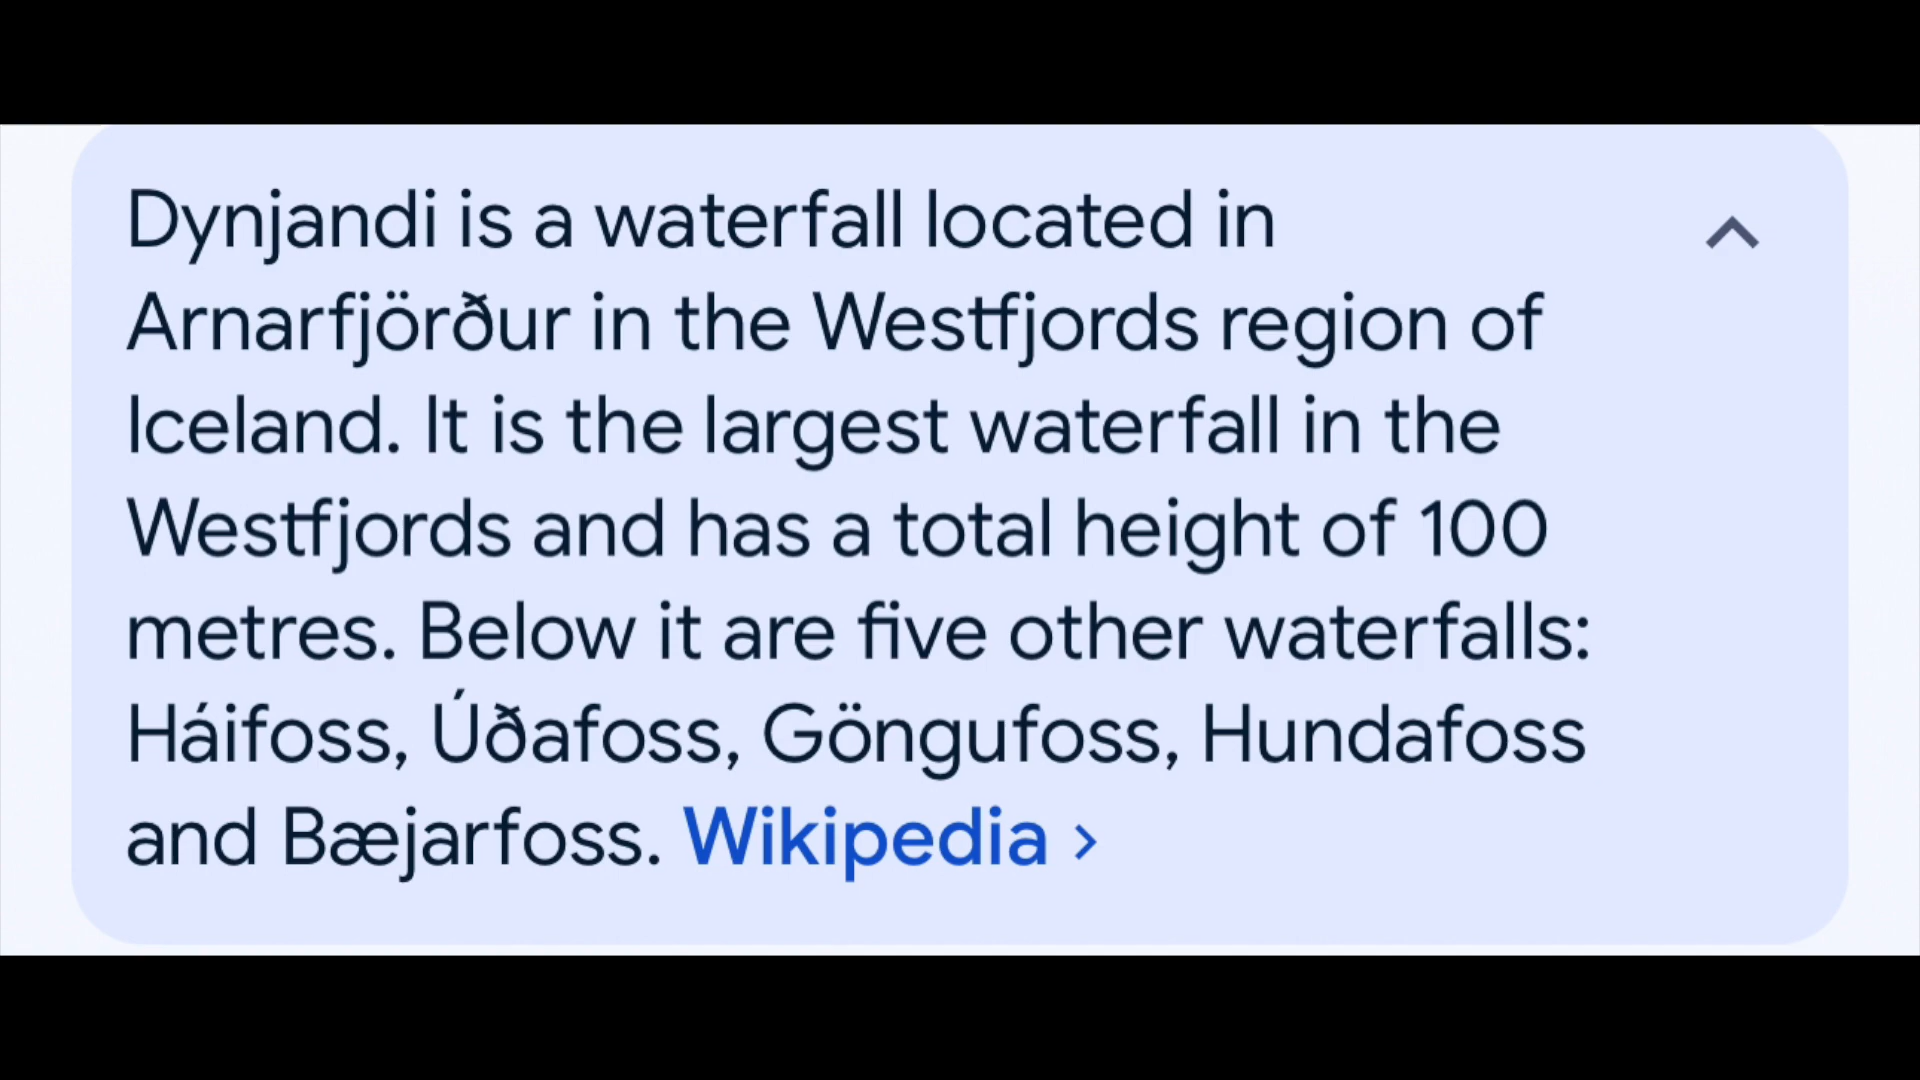 Dynjandi is a waterfall located in
Arnarfjörður in the Westfjords region of
Iceland. It is the largest waterfall in the
Westfjords and has a total height of 100
metres. Below it are five other waterfalls:
Háifoss, Úðafoss, Göngufoss, Hundafoss
and Bæjarfoss. Wikipedia >